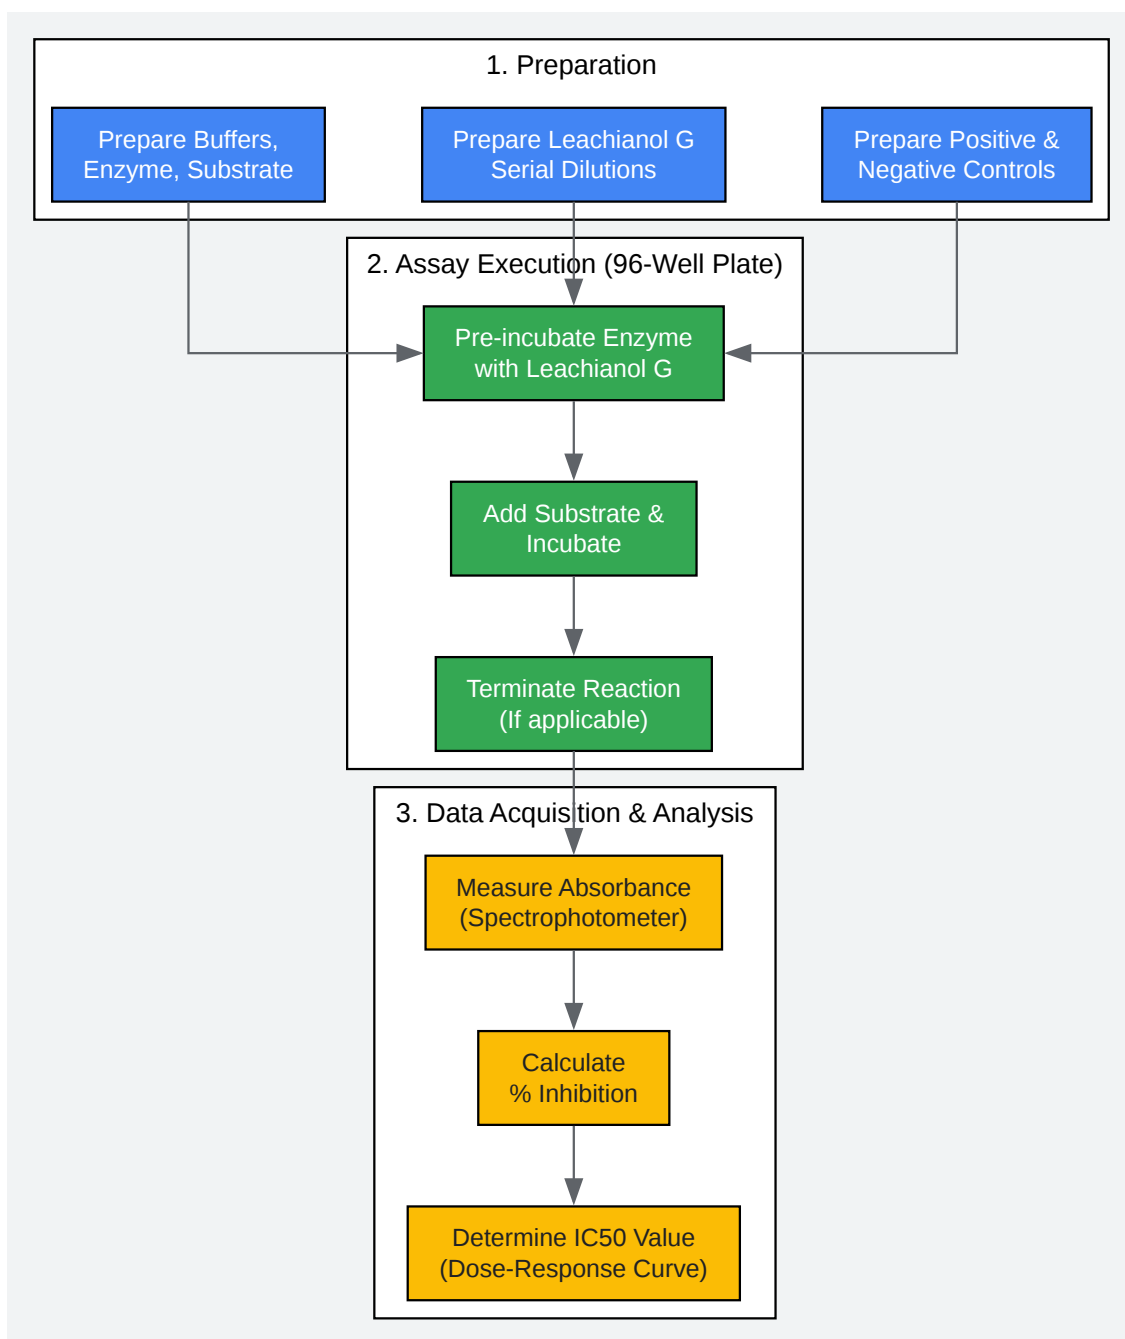 1. Preparation
Prepare Buffers,
Enzyme, Substrate
Prepare Leachianol G
Serial Dilutions
Prepare Positive &
Negative Controls
2. Assay Execution (96-Well Plate)
Pre-incubate Enzyme
with Leachianol G
Add Substrate &
Incubate
Terminate Reaction
(If applicable)
3. Data Acquisition & Analysis
Measure Absorbance
(Spectrophotometer)
Calculate
% Inhibition
Determine IC50 Value
(Dose-Response Curve)